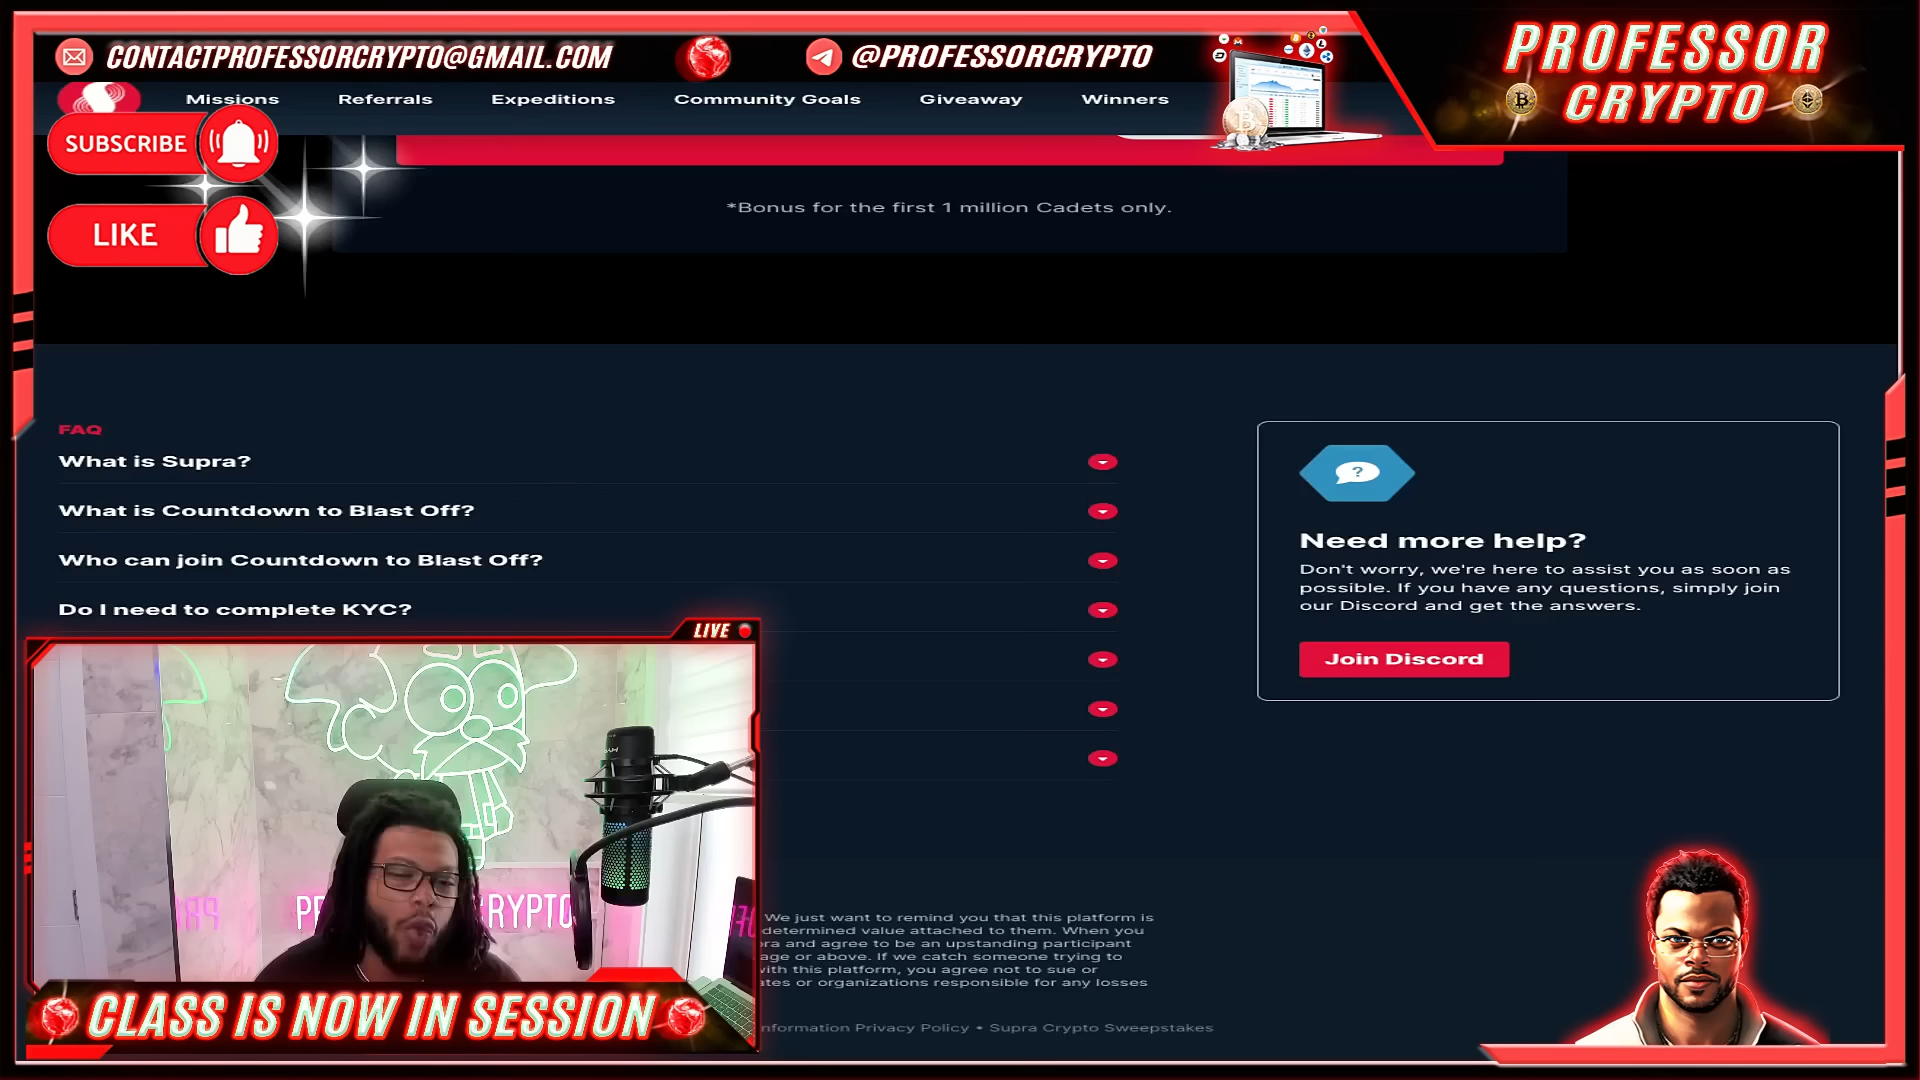 CONTACTPROFESSORCRYPTO@GMAIL.COM
@PROFESSORCRYPTO
PROFESSOR
CRYPTO
Missions
Referrals
Expeditions
Community Goals
Giveaway
Winners
SUBSCRIBE
LIKE
*Bonus for the first 1 million Cadets only.
FAQ
What is Supra?
What is Countdown to Blast Off?
Who can join Countdown to Blast Off?
Do I need to complete KYC?
Need more help?
Don't worry, we're here to assist you as soon as
possible. If you have any questions, simply join
our Discord and get the answers.
Join Discord
LIVE
CRYPTO
We just want to remind you that this platform is
determined value attached to them. When you
and agree to be an upstanding participant
age or above. If we catch someone trying to
with this platform, you agree not to sue or
or organizations responsible for any losses
Privacy Policy • Supra Crypto Sweepstakes
CLASS IS NOW IN SESSION